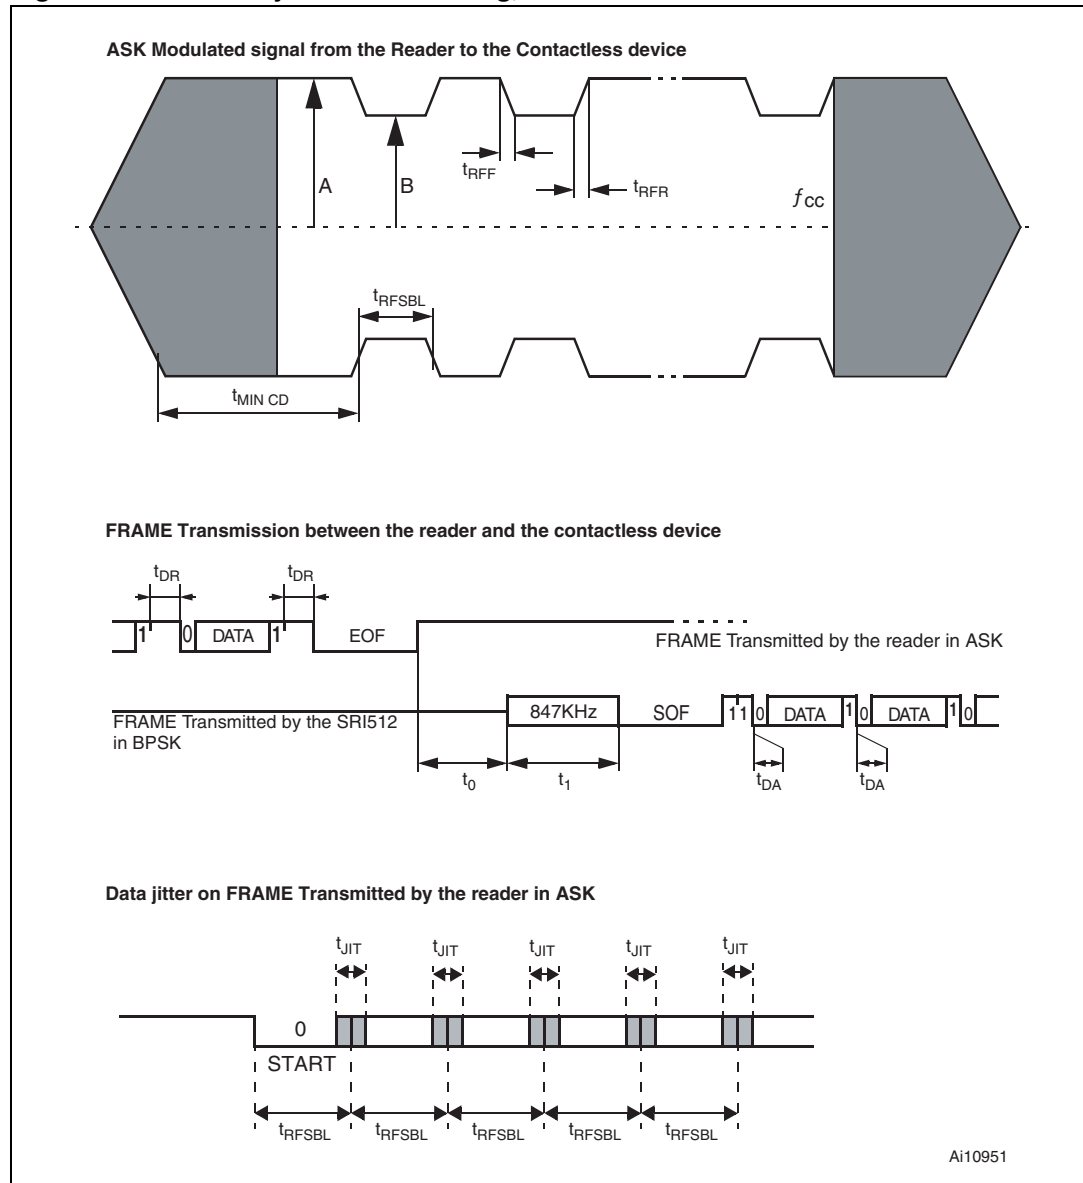 ASK Modulated signal from the Reader to the Contactless device
A
B
tRFF
tRFR
fcc
tRFSBL
tMIN CD
FRAME Transmission between the reader and the contactless device
tDR tDR
1 0 DATA 1 EOF
FRAME Transmitted by the reader in ASK
847KHz SOF 1 1 0 DATA 1 0 DATA 1 0
FRAME Transmitted by the SRI512
in BPSK
t0 t1 tDA tDA
Data jitter on FRAME Transmitted by the reader in ASK
tJIT tJIT tJIT tJIT tJIT
0
START
tRFSBL tRFSBL tRFSBL tRFSBL tRFSBL
Ai10951